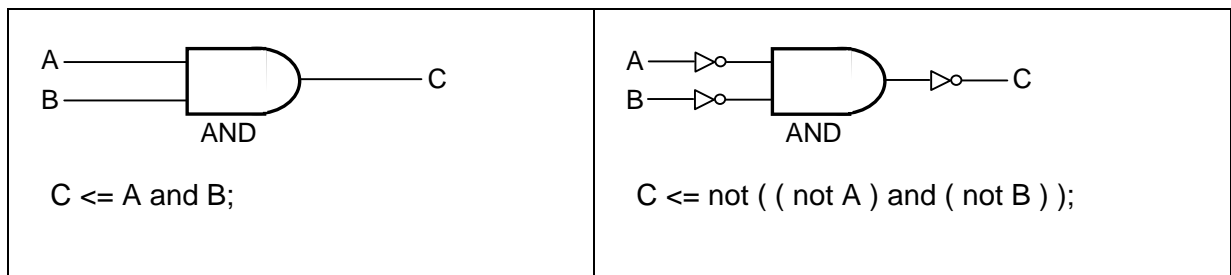 A
B
C
AND
C <= A and B;
A
B
C
AND
C <= not ( ( not A ) and ( not B ) );